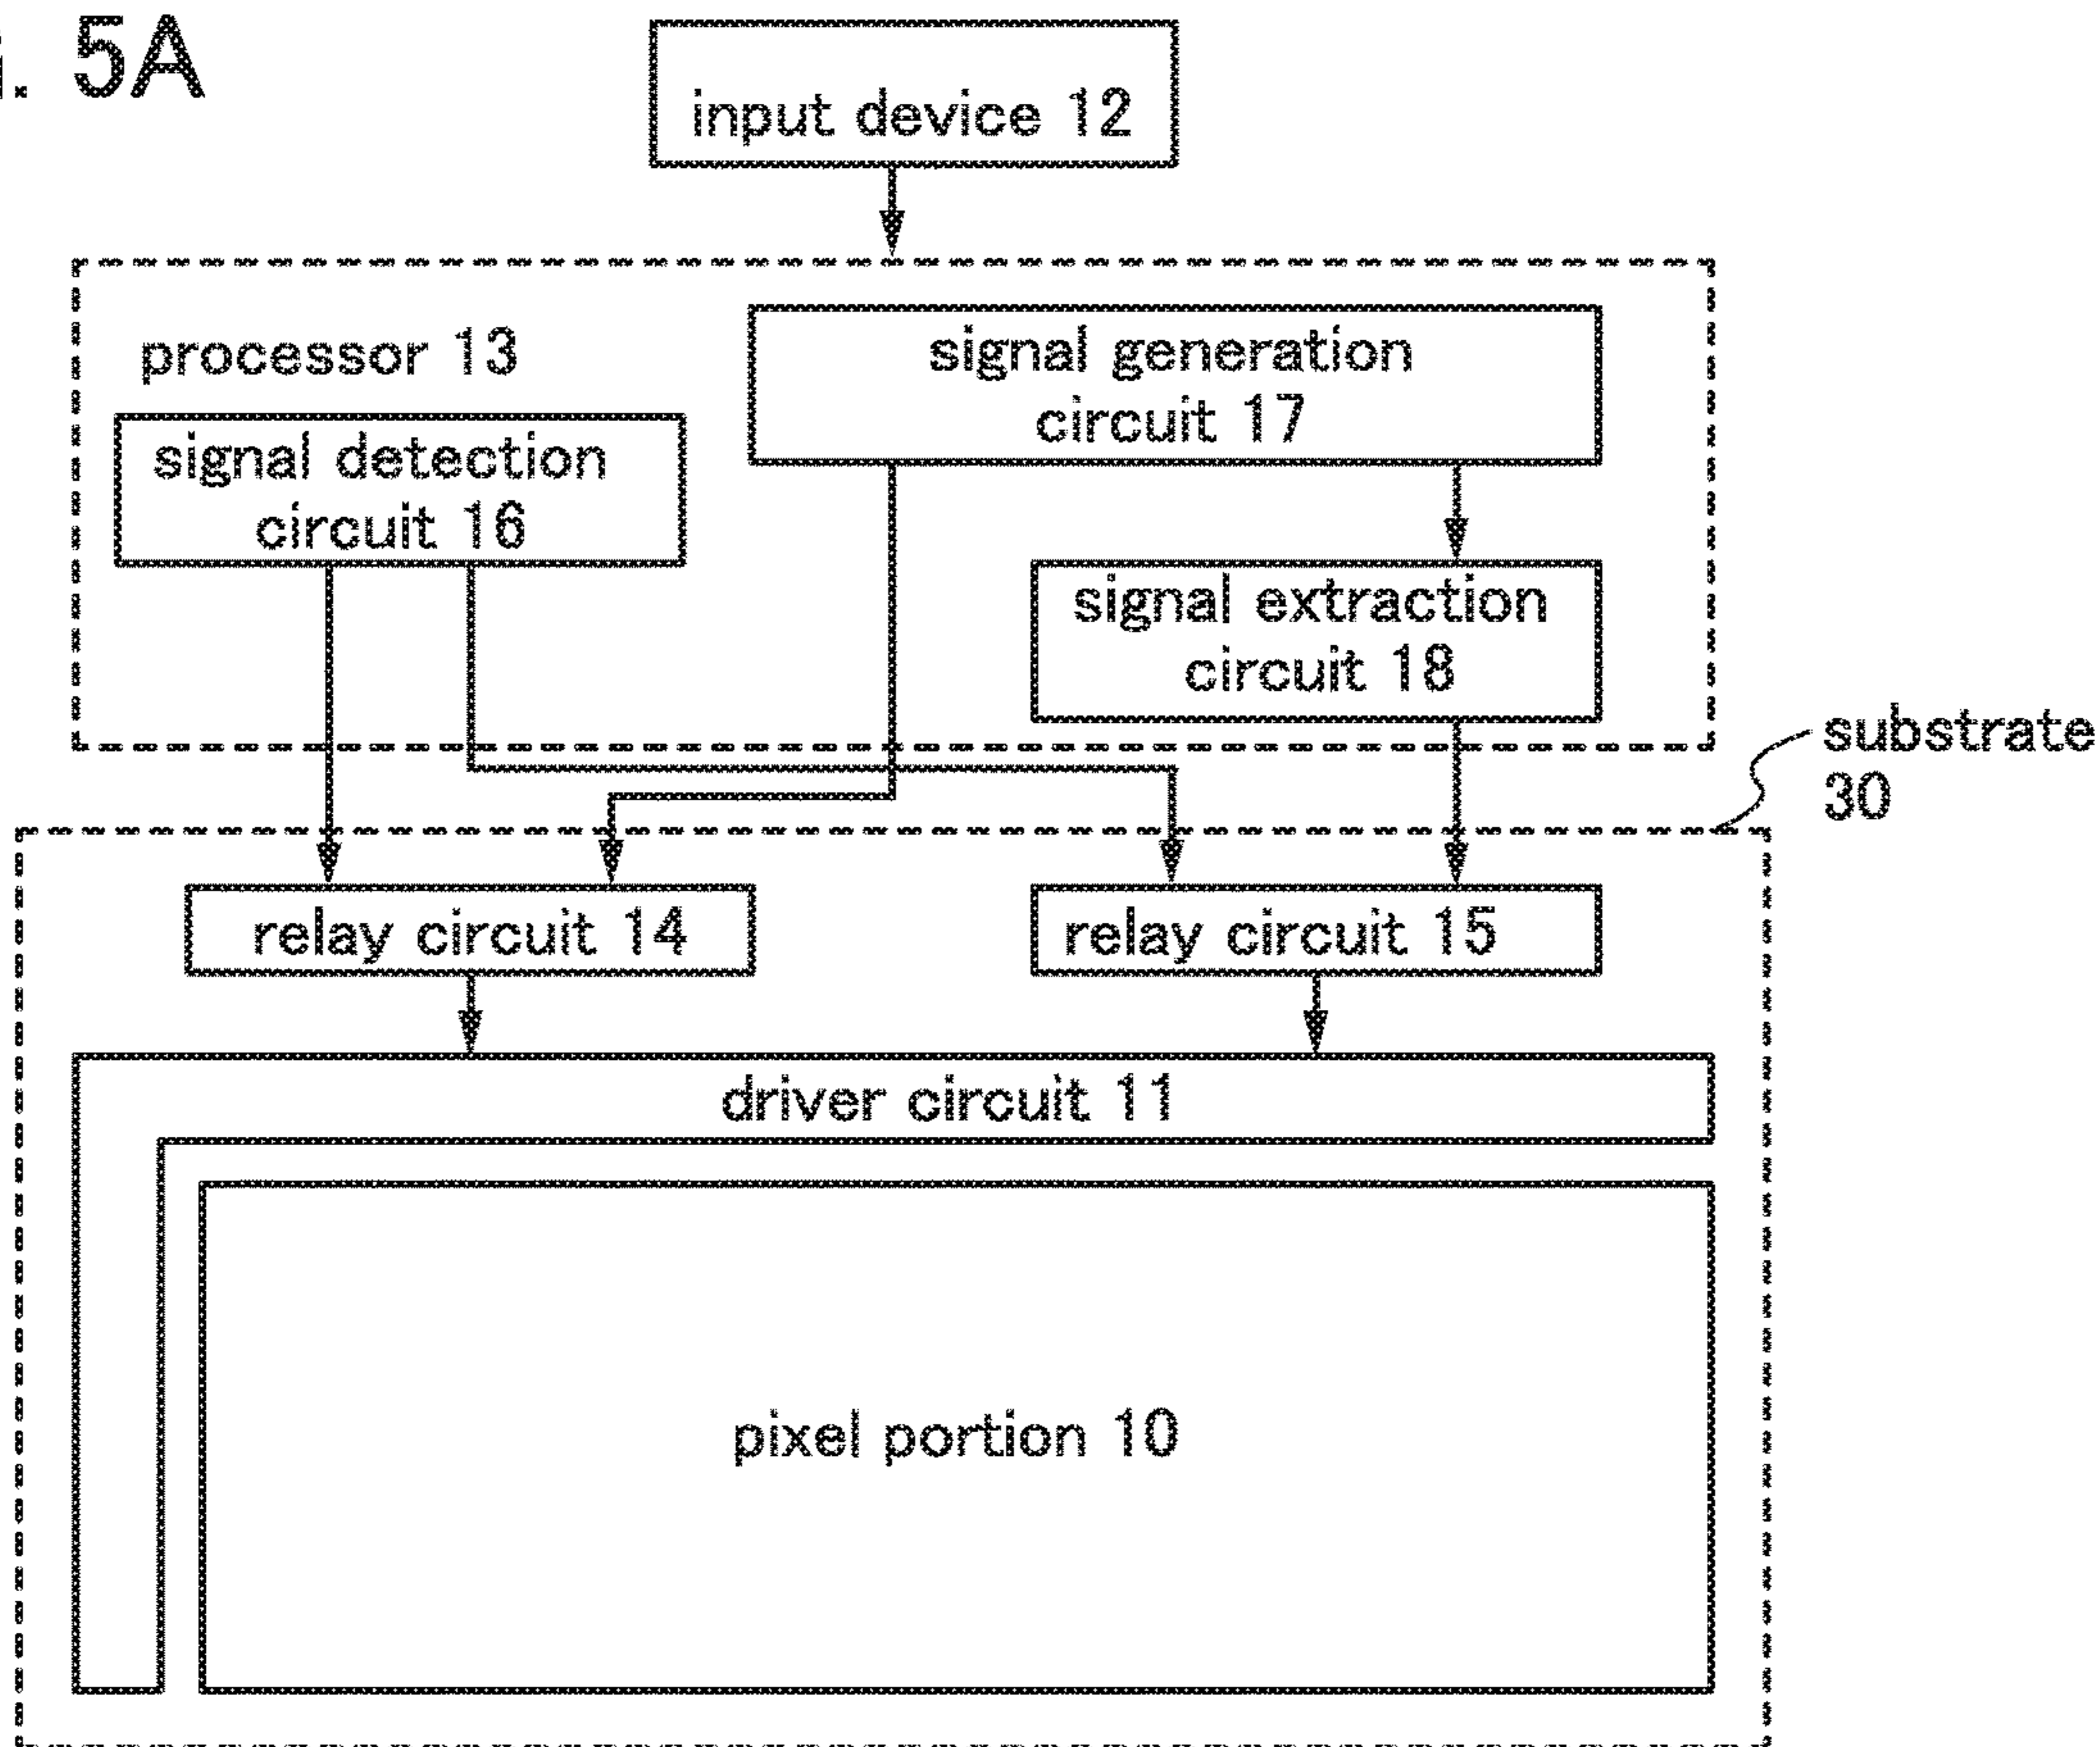 5A
input device 12
processor 13
signal generation
circuit 17
signal detection
circuit 16
signal extraction
circuit 18
substrate
30
relay circuit 14
relay circuit 15
driver circuit 11
pixel portion 10